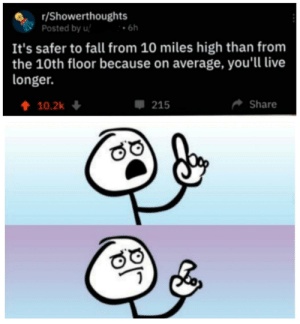 r/Showerthoughts
Posted by u/ • 6h
It's safer to fall from 10 miles high than from
the 10th floor because on average, you'll live
longer.
10.2k 215 Share